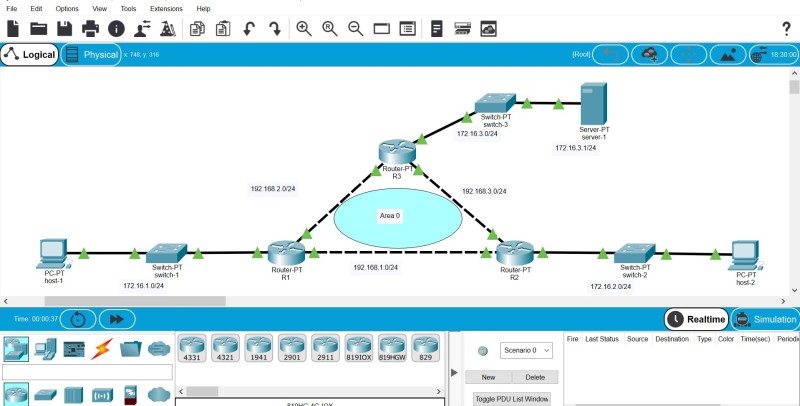 File Edit Options View Tools Extensions Help
Logical Physical x: 748, y: 316 [Root] 18:30:00
Switch-PT
switch-3
172.16.3.0/24
Server-PT
server-1
172.16.3.1/24
Router-PT
R3
192.168.2.0/24
192.168.3.0/24
Area 0
PC-PT
host-1
Switch-PT
switch-1
172.16.1.0/24
Router-PT
R1
192.168.1.0/24
Router-PT
R2
Switch-PT
switch-2
172.16.2.0/24
PC-PT
host-2
Time: 00:00:37 Realtime Simulation
4331 4321 1941 2901 2911 819IOX 819HGW 829
Scenario 0
New Delete
Toggle PDU List Window
Fire Last Status Source Destination Type Color Time(sec) Periodi
819HG-4G-IOX